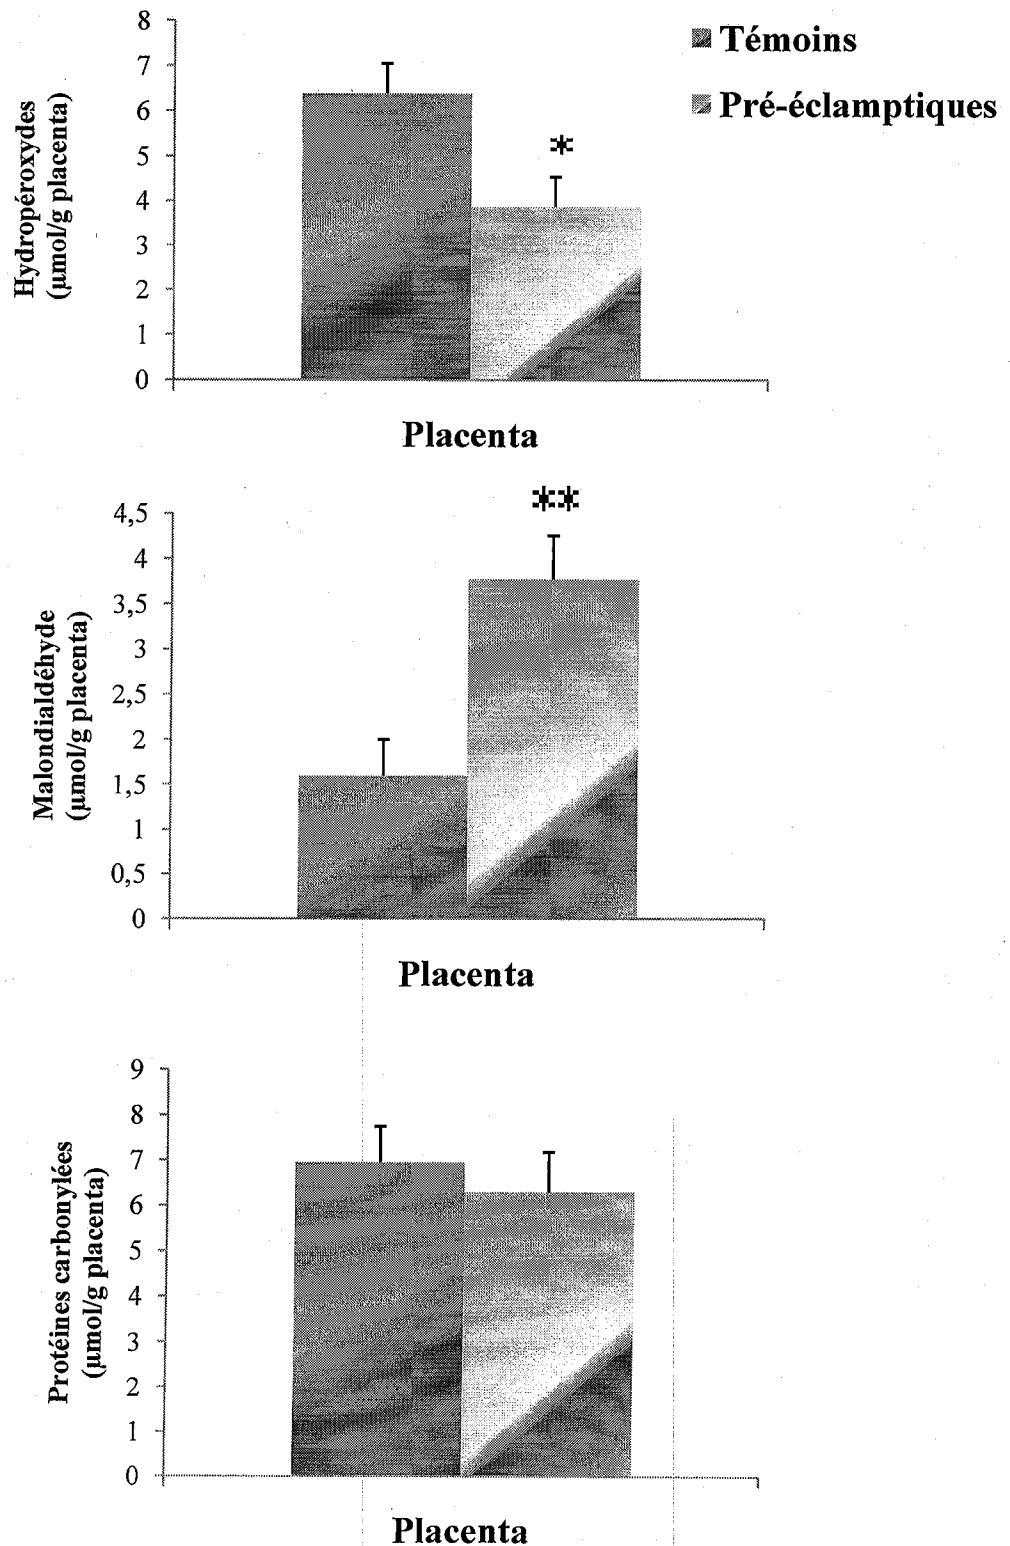 Témoins
Pré-éclamptiques
Hydropéroxydes
(µmol/g placenta)
8
7
6
5
4
3
2
1
0
*
Placenta
Malondialdéhyde
(µmol/g placenta)
4,5
4
3,5
3
2,5
2
1,5
1
0,5
0
**
Placenta
Protéines carbonylées
(µmol/g placenta)
9
8
7
6
5
4
3
2
1
0
Placenta